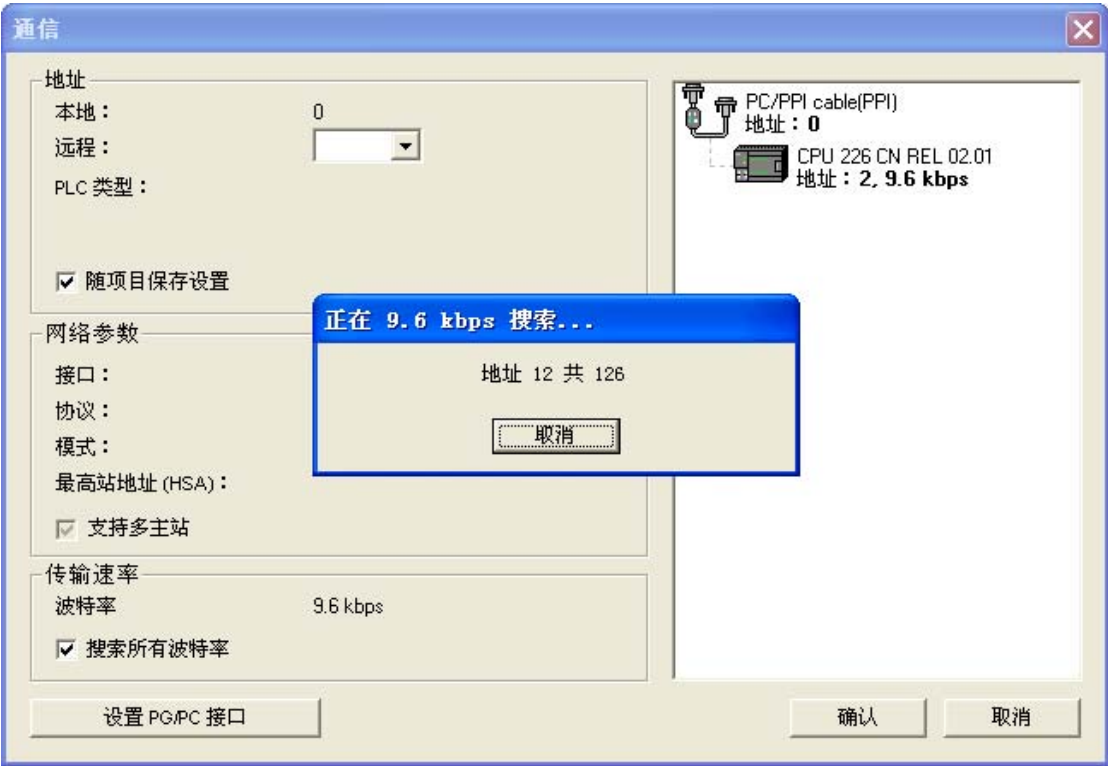 通信
地址
本地： 0
远程：
PLC 类型：
随项目保存设置
网络参数
接口：
协议：
模式：
最高站地址 (HSA)：
支持多主站
传输速率
波特率 9.6 kbps
搜索所有波特率
设置 PG/PC 接口
正在 9.6 kbps 搜索...
地址 12 共 126
取消
PC/PPI cable(PPI)
地址：0
CPU 226 CN REL 02.01
地址：2, 9.6 kbps
确认
取消